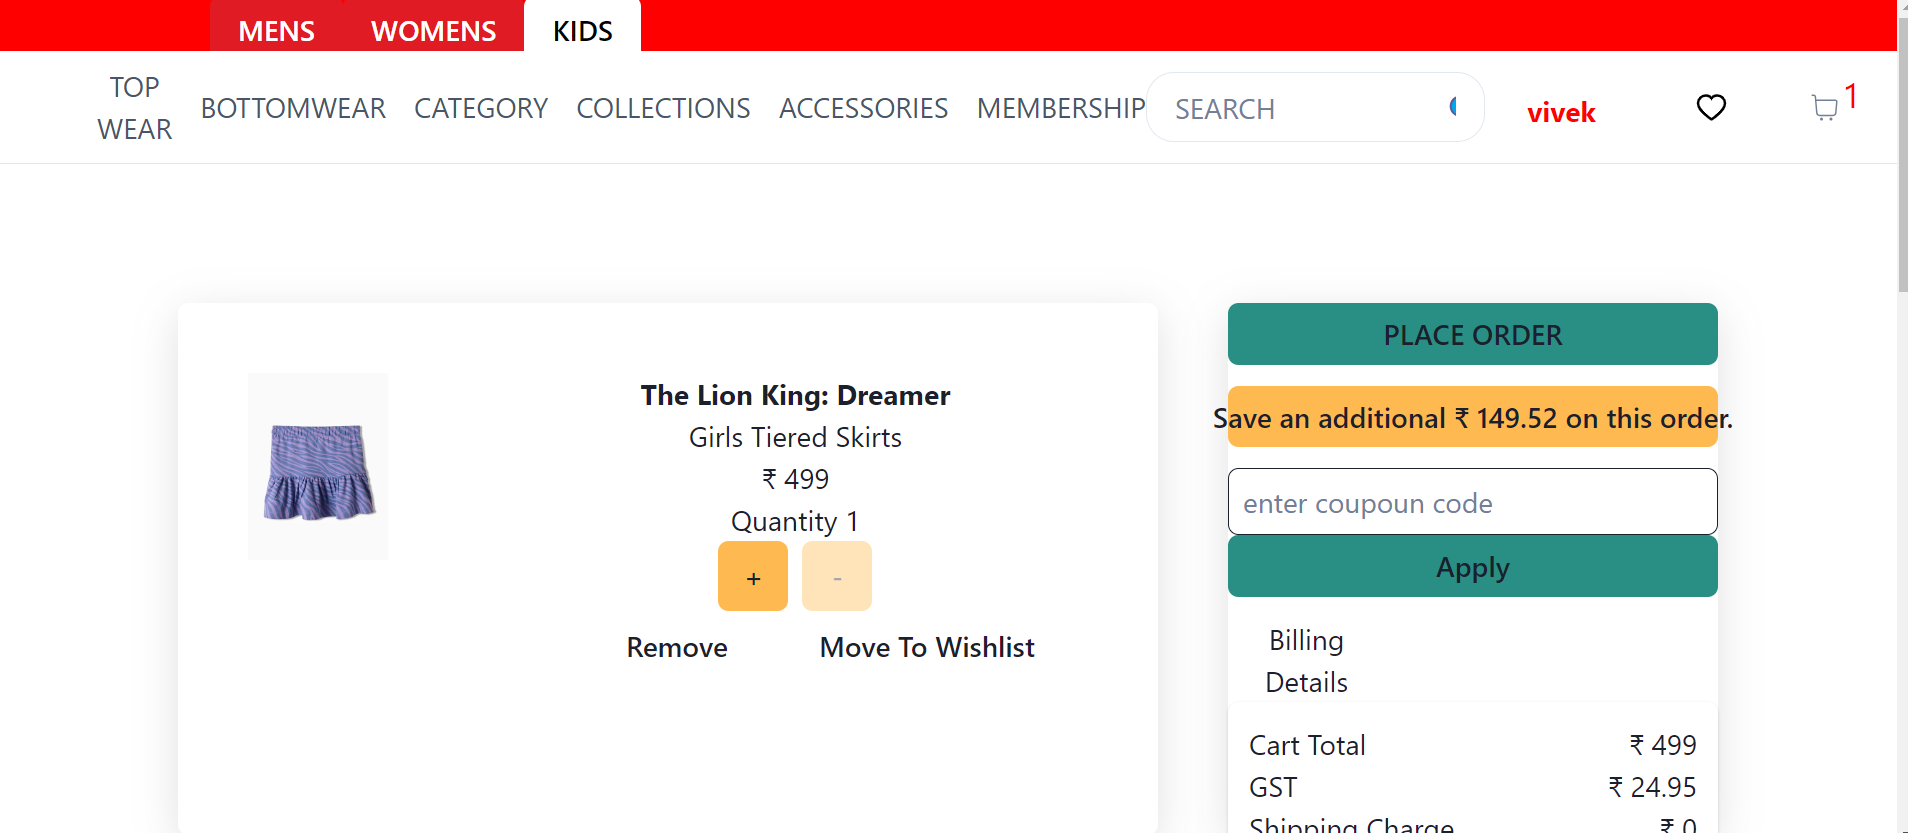 MENS WOMENS KIDS
TOP WEAR BOTTOMWEAR CATEGORY COLLECTIONS ACCESSORIES MEMBERSHIP SEARCH vivek 1
The Lion King: Dreamer
Girls Tiered Skirts
₹ 499
Quantity 1
+ -
Remove Move To Wishlist
PLACE ORDER
Save an additional ₹ 149.52 on this order.
enter coupoun code
Apply
Billing
Details
Cart Total ₹ 499
GST ₹ 24.95
Shipping Charge ₹ 0